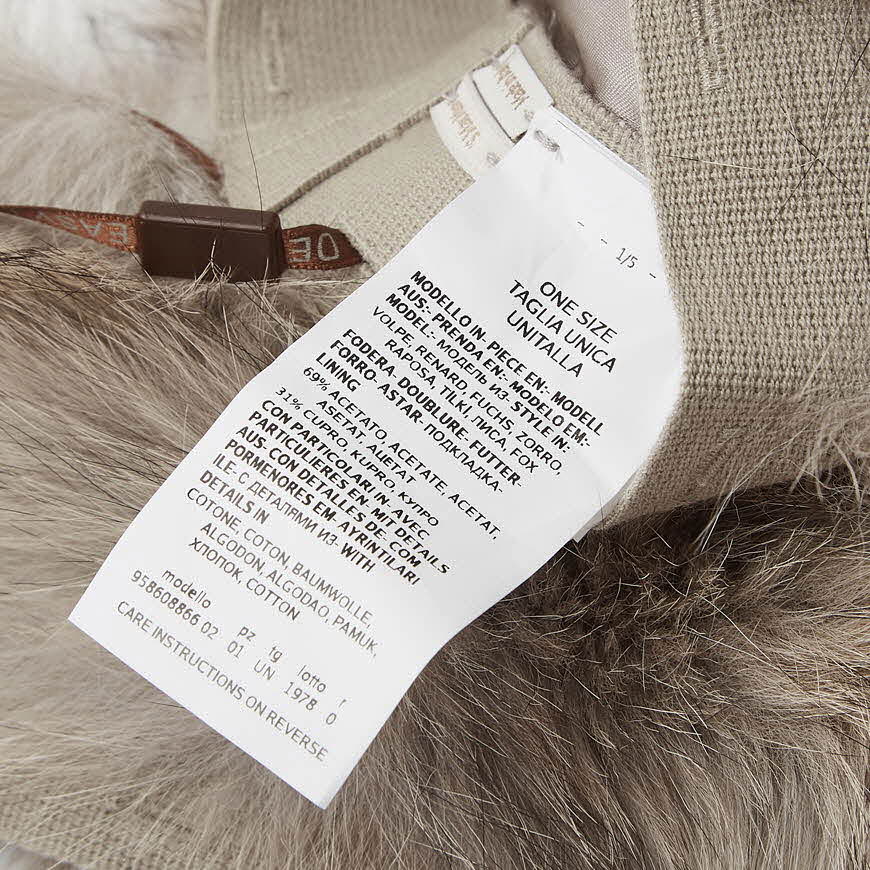 1/5
ONE SIZE
TAGLIA UNICA
UNITALLA
MODELLO IN- PIECE EN:- MODELL
AUS:- PRENDA EN:- MODELO EM:-
MODEL:- МОДЕЛЬ ИЗ:-STYLE IN:
VOLPE, RENARD, FUCHS, ZORRO,
RAPOSA, TILKI, ЛИСА, FOX
FODERA- DOUBLURE- FUTTER
FORRO- ASTAR- ПОДКЛАДКА-
LINING
69% ACETATO, ACETATE, ACETAT,
ASETAT, АЦЕТАТ
31% CUPRO, KUPRO, КУПРО
CON PARTICOLARI IN- AVEC
PARTICULIERES EN- MIT DETAILS
AUS- CON DETALLES DE- COM
PORMENORES EM- AYRINTILARI
ILE- С ДЕТАЛЯМИ ИЗ- WITH
DETAILS IN
COTONE, COTON, BAUMWOLLE,
ALGODON, ALGODAO, PAMUK,
ХЛОПОК, COTTON
modello pz tg lotto r
958608866 02 01 UN 1978 0
CARE INSTRUCTIONS ON REVERSE